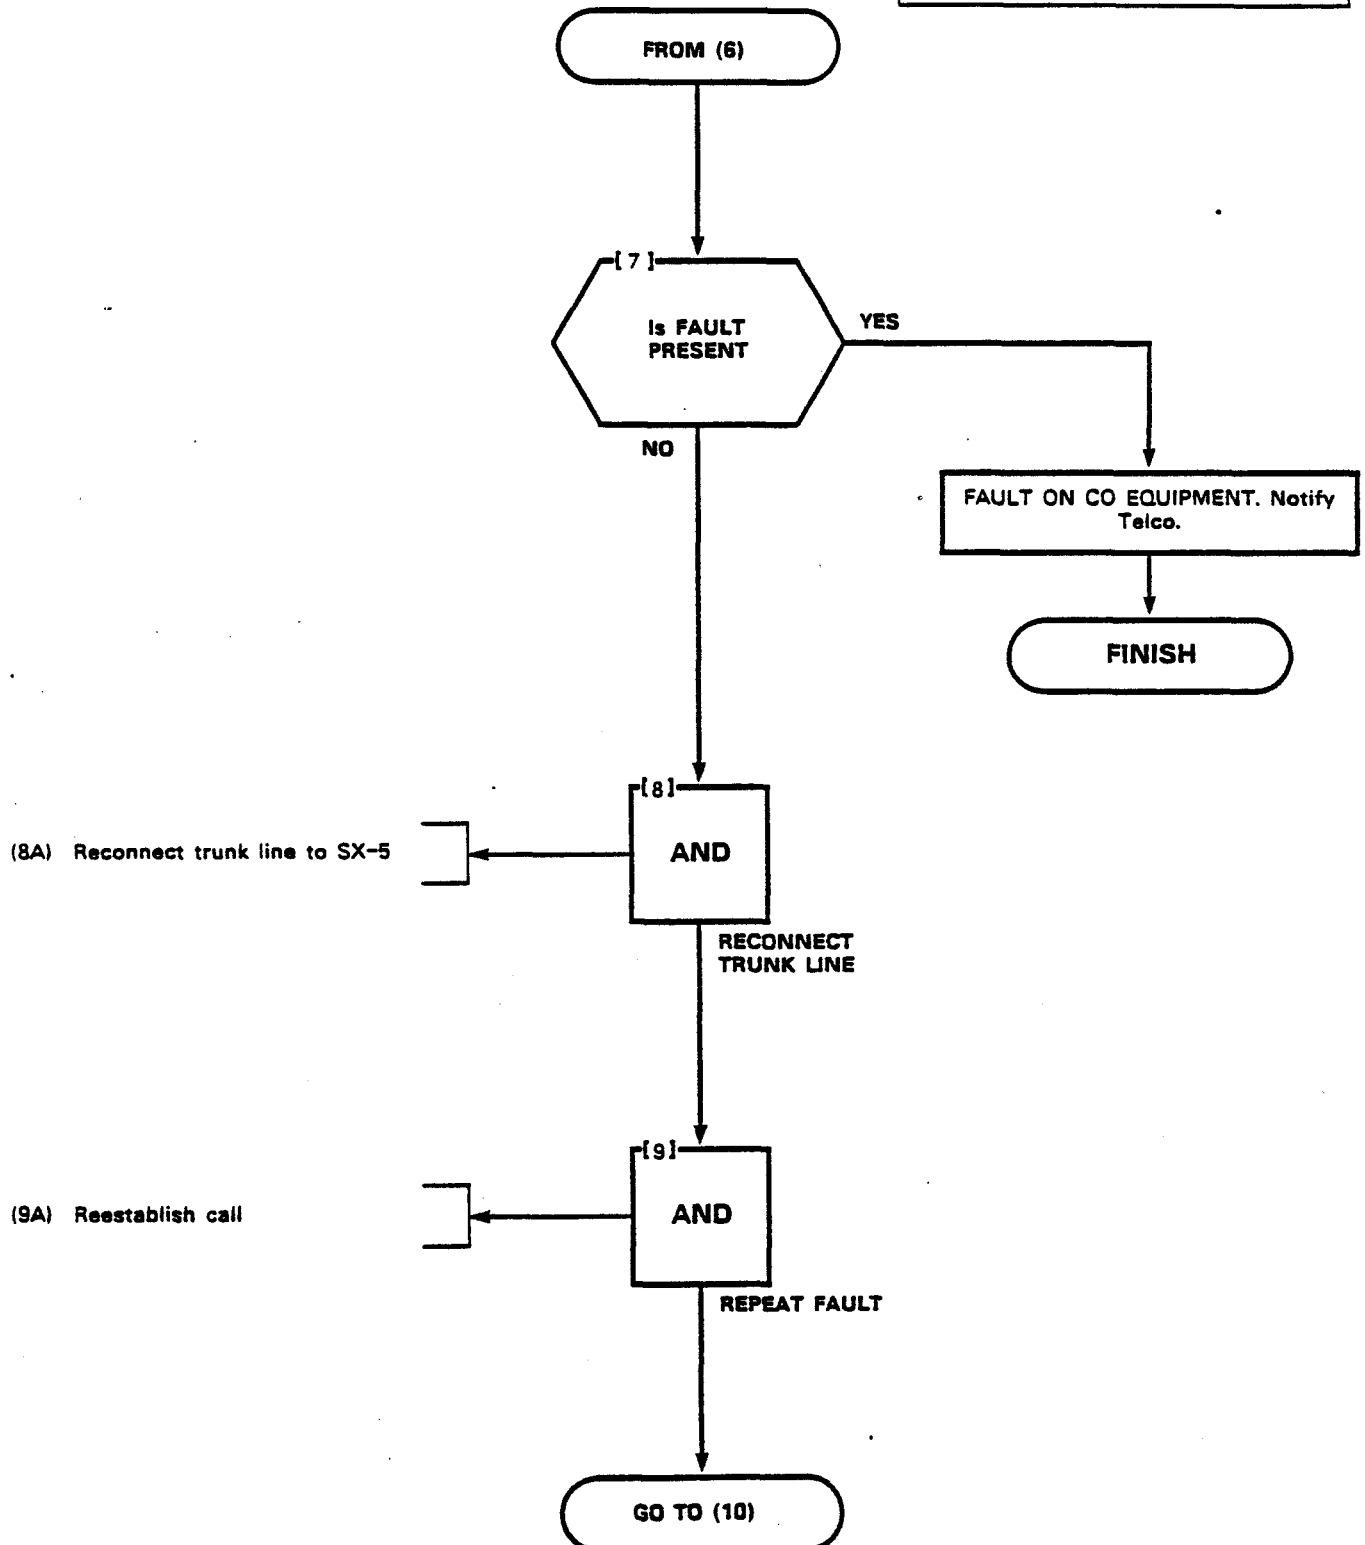 FROM (6)
[7]
Is FAULT
PRESENT
YES
NO
FAULT ON CO EQUIPMENT. Notify
Telco.
FINISH
[8]
(8A) Reconnect trunk line to SX-5
AND
RECONNECT
TRUNK LINE
[9]
(9A) Reestablish call
AND
REPEAT FAULT
GO TO (10)